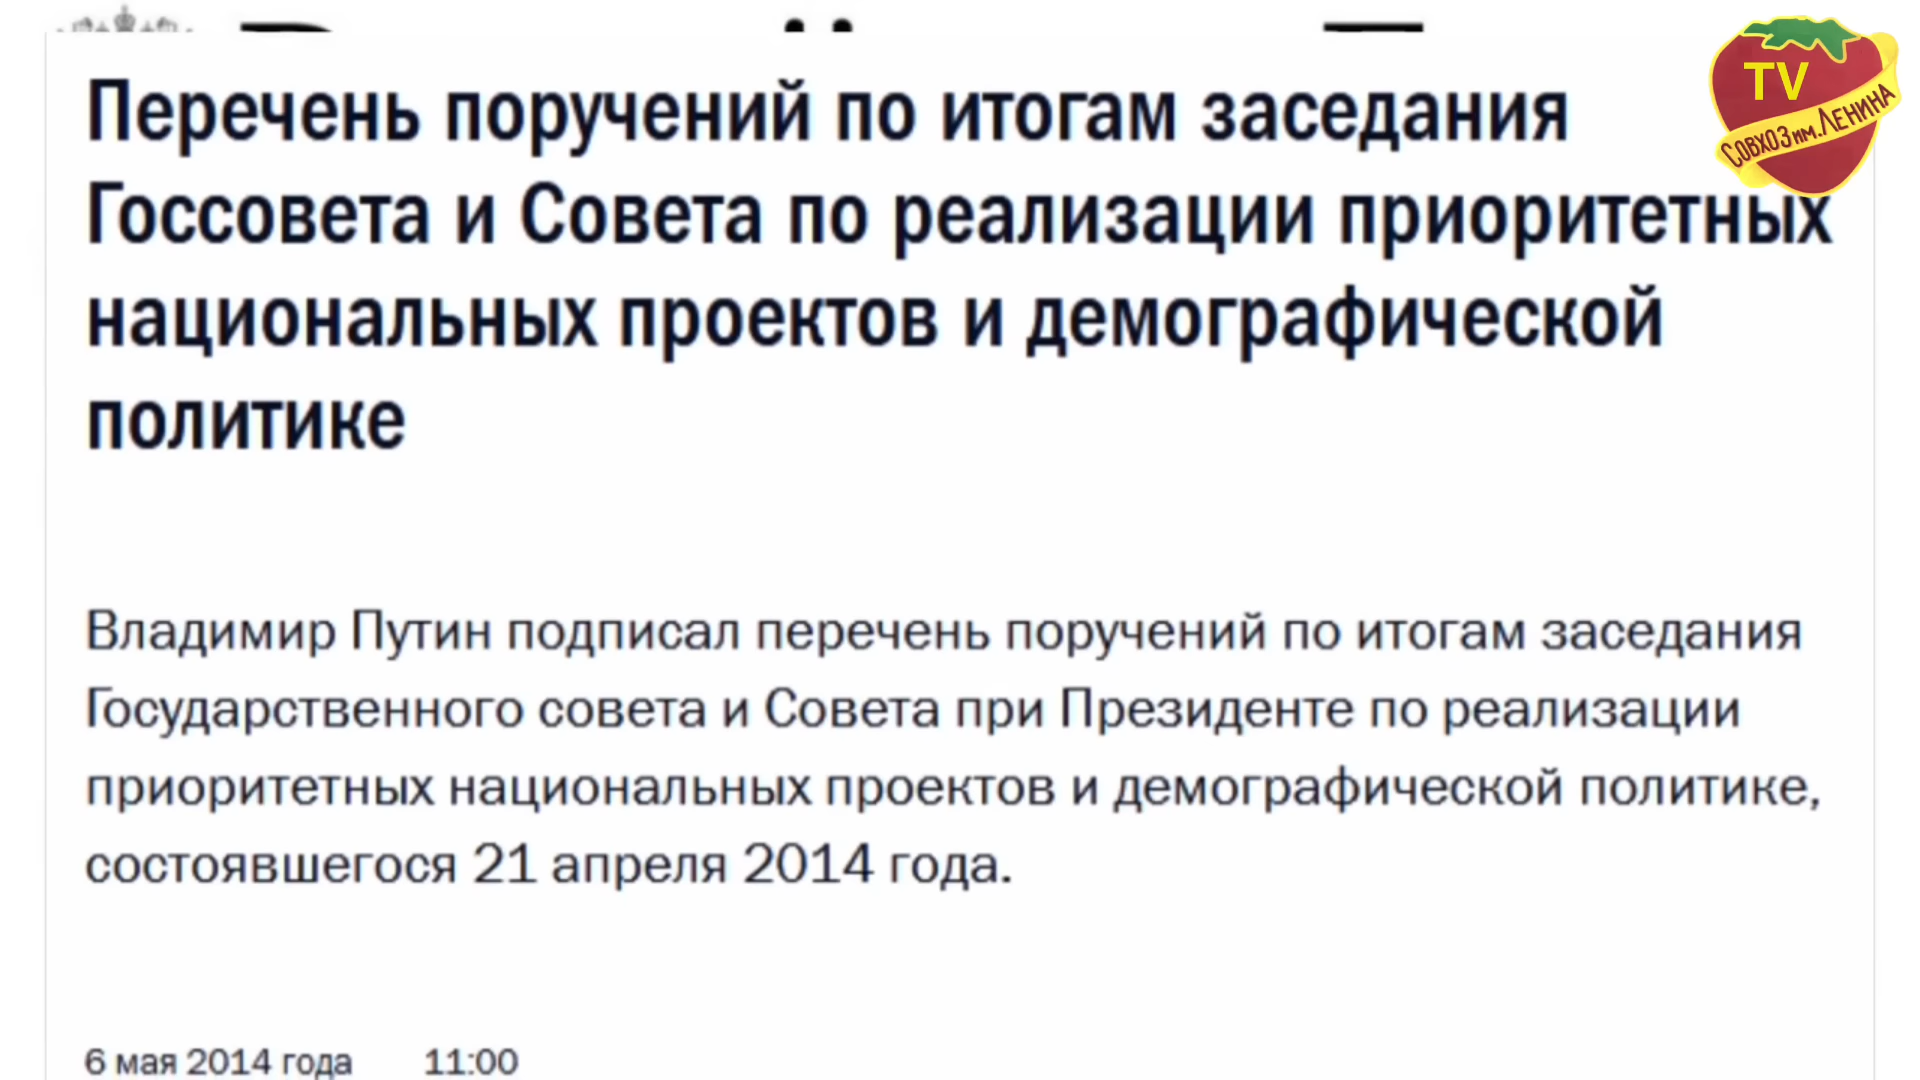 Перечень поручений по итогам заседания
Госсовета и Совета по реализации приоритетных
национальных проектов и демографической
политике
Владимир Путин подписал перечень поручений по итогам заседания
Государственного совета и Совета при Президенте по реализации
приоритетных национальных проектов и демографической политике,
состоявшегося 21 апреля 2014 года.
6 мая 2014 года 11:00
TV
СОВХОЗ им. ЛЕНИНА